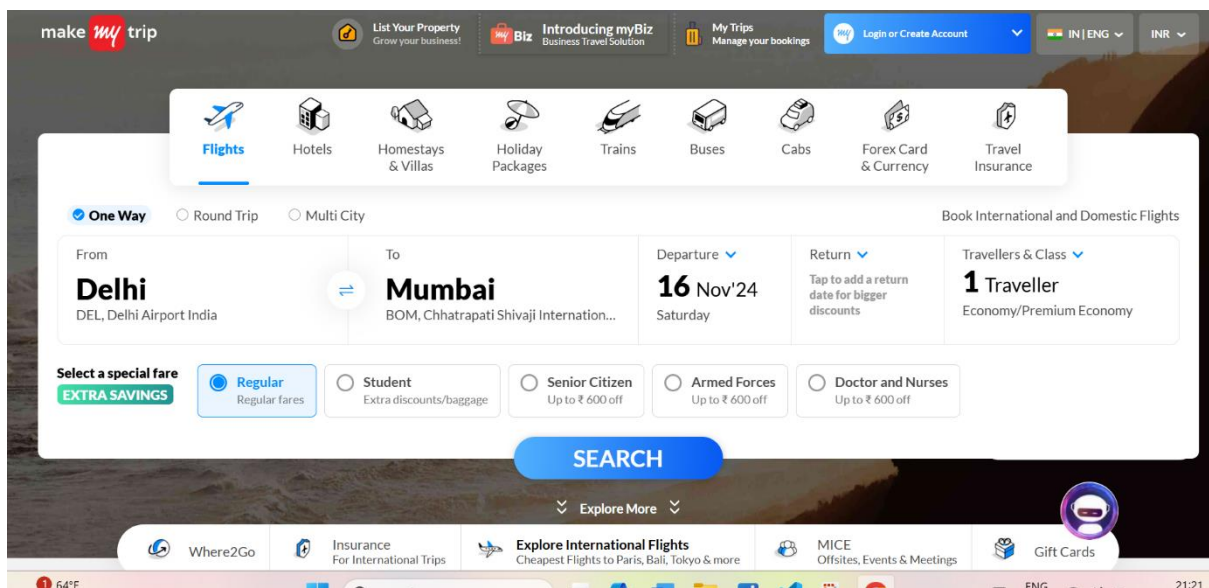 make my trip
List Your Property
Grow your business!
my Biz
Introducing myBiz
Business Travel Solution
My Trips
Manage your bookings
my Login or Create Account
IN | ENG
INR
Flights
Hotels
Homestays
& Villas
Holiday
Packages
Trains
Buses
Cabs
Forex Card
& Currency
Travel
Insurance
One Way
Round Trip
Multi City
Book International and Domestic Flights
From
Delhi
DEL, Delhi Airport India
To
Mumbai
BOM, Chhatrapati Shivaji Internation...
Departure
16 Nov'24
Saturday
Return
Tap to add a return
date for bigger
discounts
Travellers & Class
1 Traveller
Economy/Premium Economy
Select a special fare
EXTRA SAVINGS
Regular
Regular fares
Student
Extra discounts/baggage
Senior Citizen
Up to ₹ 600 off
Armed Forces
Up to ₹ 600 off
Doctor and Nurses
Up to ₹ 600 off
SEARCH
Explore More
Where2Go
Insurance
For International Trips
Explore International Flights
Cheapest Flights to Paris, Bali, Tokyo & more
MICE
Offsites, Events & Meetings
Gift Cards
1
64°F
ENG
21:21